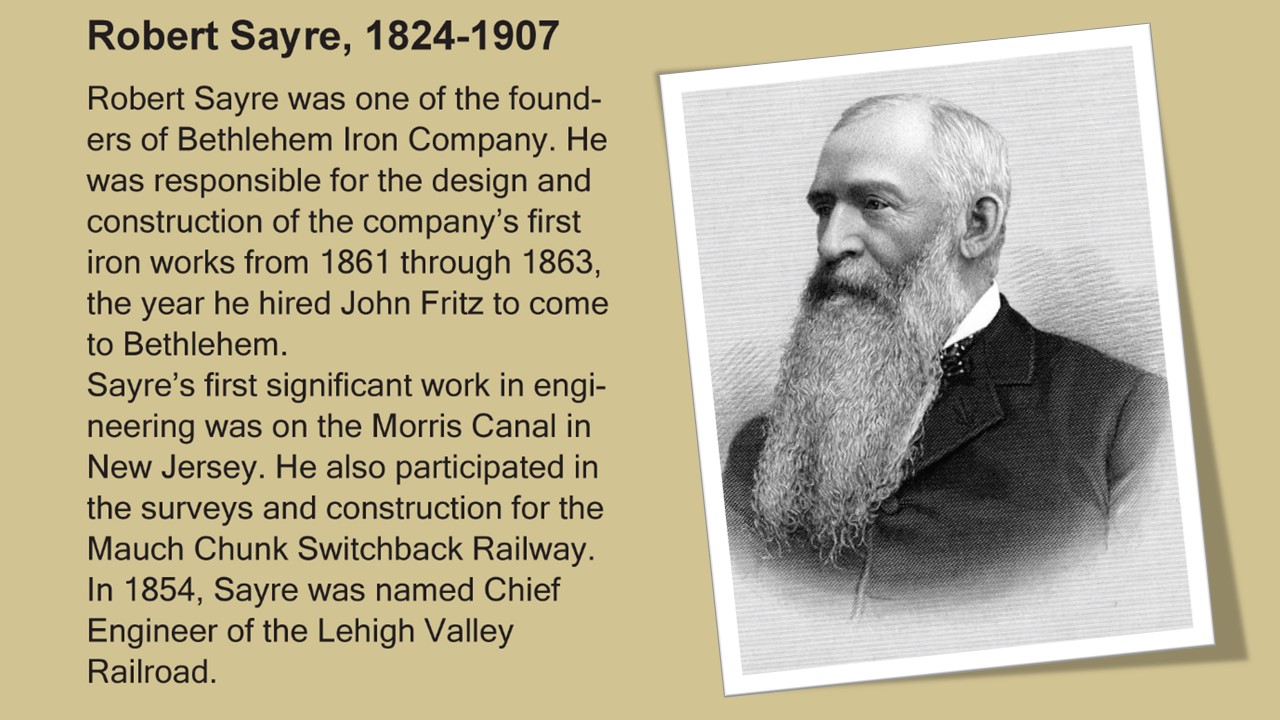 Robert Sayre, 1824-1907
Robert Sayre was one of the found-
ers of Bethlehem Iron Company. He
was responsible for the design and
construction of the company’s first
iron works from 1861 through 1863,
the year he hired John Fritz to come
to Bethlehem.
Sayre’s first significant work in engi-
neering was on the Morris Canal in
New Jersey. He also participated in
the surveys and construction for the
Mauch Chunk Switchback Railway.
In 1854, Sayre was named Chief
Engineer of the Lehigh Valley
Railroad.